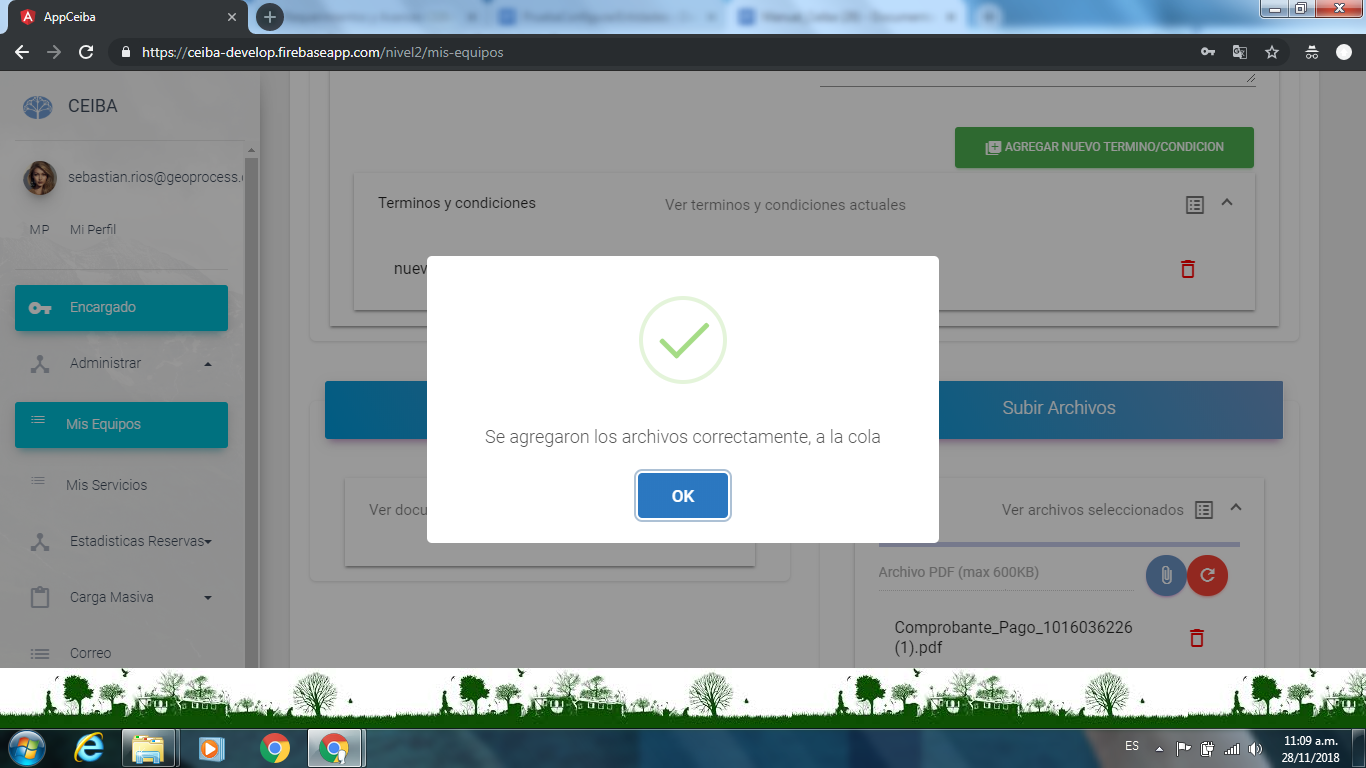 AppCeiba
https://ceiba-develop.firebaseapp.com/nivel2/mis-equipos
CEIBA
sebastian.rios@geoprocess.
MP Mi Perfil
Encargado
Administrar
Mis Equipos
Mis Servicios
Estadisticas Reservas
Carga Masiva
Correo
AGREGAR NUEVO TERMINO/CONDICION
Terminos y condiciones
Ver terminos y condiciones actuales
Se agregaron los archivos correctamente, a la cola
OK
Subir Archivos
Ver archivos seleccionados
Archivo PDF (max 600KB)
Comprobante_Pago_1016036226
(1).pdf
ES
11:09 a.m.
28/11/2018